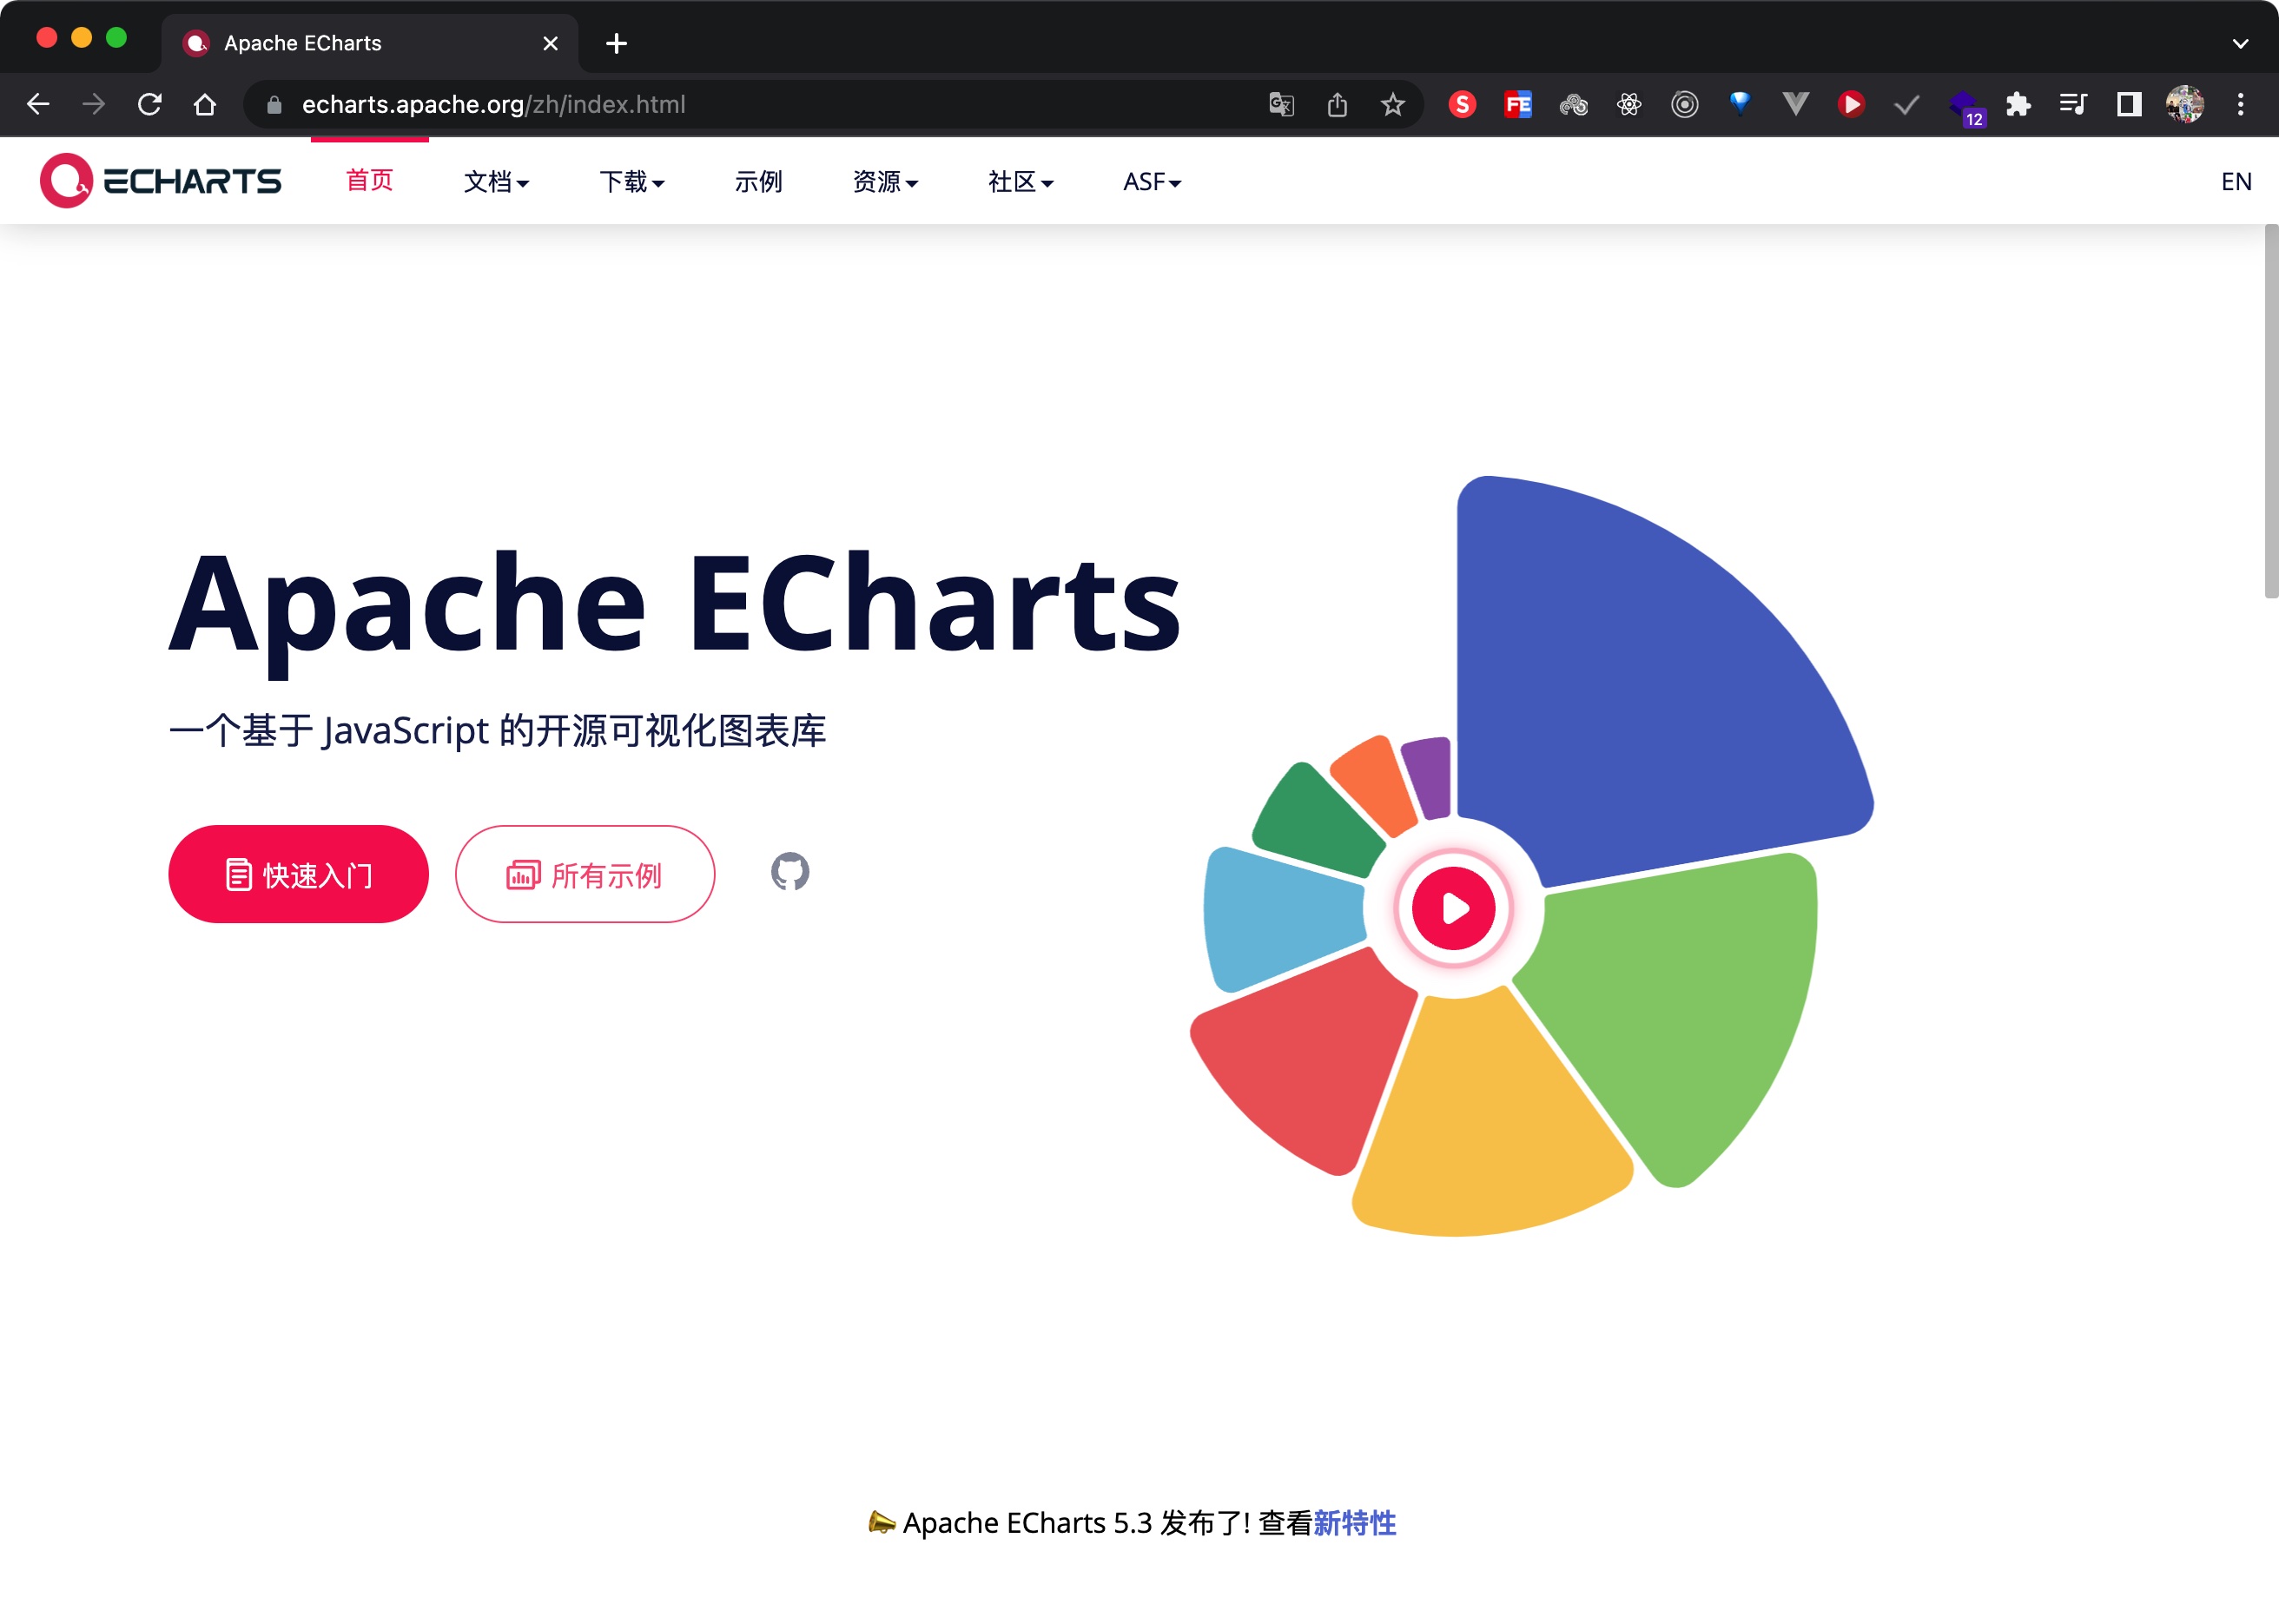 Apache ECharts
echarts.apache.org/zh/index.html
S
FE
12
ECHARTS
首页
文档
下载
示例
资源
社区
ASF
EN
Apache ECharts
一个基于 JavaScript 的开源可视化图表库
快速入门
所有示例
Apache ECharts 5.3 发布了! 查看新特性